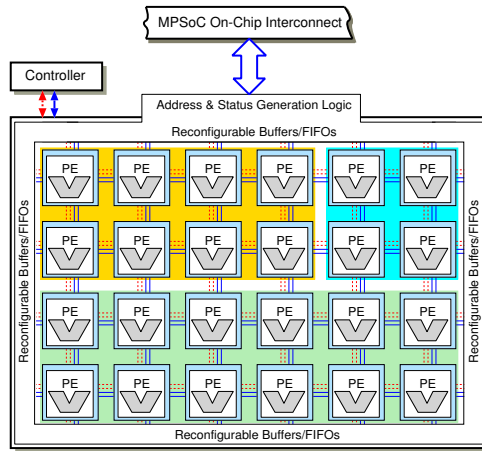 MPSoC On-Chip Interconnect
Controller
Address & Status Generation Logic
Reconfigurable Buffers/FIFOs
Reconfigurable Buffers/FIFOs
PE PE PE PE PE PE
PE PE PE PE PE PE
PE PE PE PE PE PE
PE PE PE PE PE PE
Reconfigurable Buffers/FIFOs
Reconfigurable Buffers/FIFOs